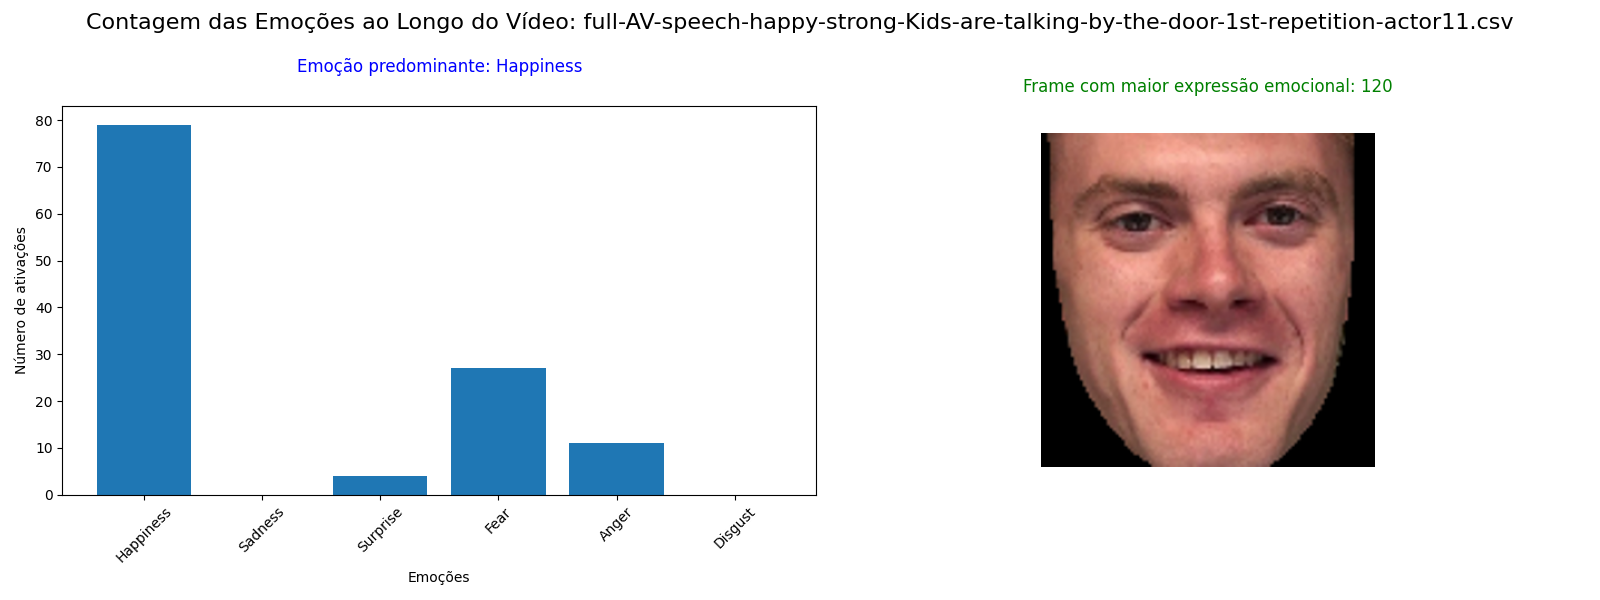 Contagem das Emoções ao Longo do Vídeo: full-AV-speech-happy-strong-Kids-are-talking-by-the-door-1st-repetition-actor11.csv
Emoção predominante: Happiness
Número de ativações
80
70
60
50
40
30
20
10
0
Happiness
Sadness
Surprise
Fear
Anger
Disgust
Emoções
Frame com maior expressão emocional: 120